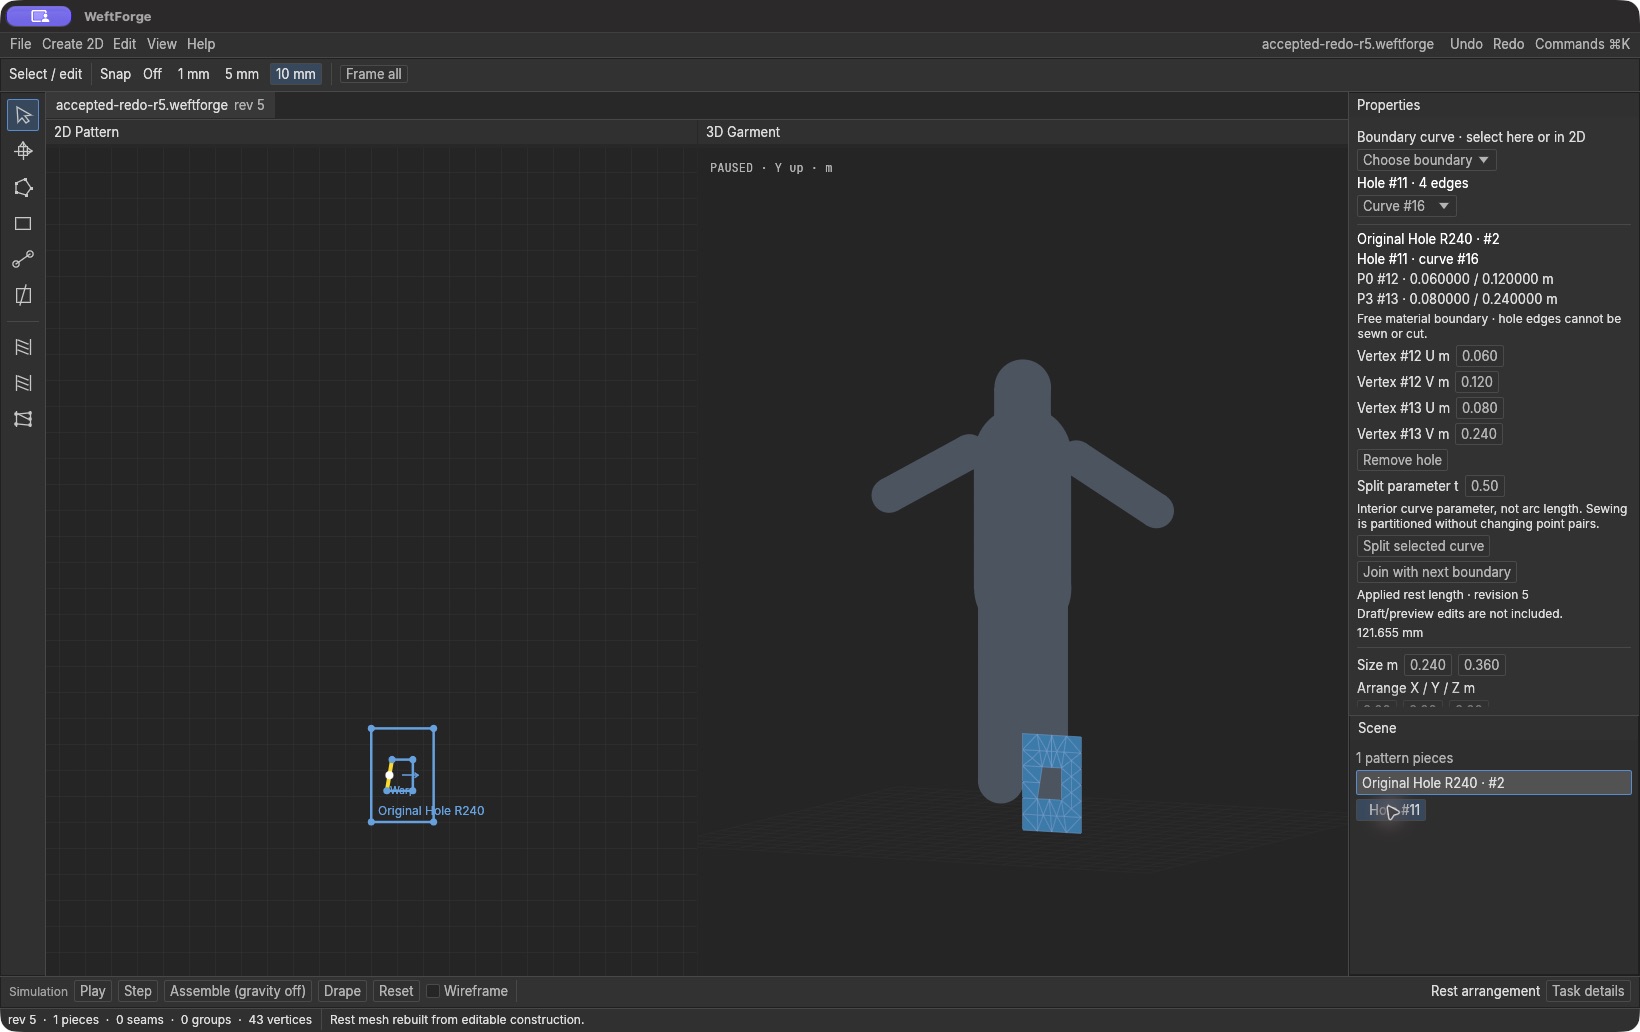 WeftForge
File Create 2D Edit View Help
accepted-redo-r5.weftforge Undo Redo Commands ⌘K
Select / edit Snap Off 1 mm 5 mm 10 mm Frame all
accepted-redo-r5.weftforge rev 5
2D Pattern
Warp
Original Hole R240
3D Garment
PAUSED · Y up · m
Properties
Boundary curve · select here or in 2D
Choose boundary
Hole #11 · 4 edges
Curve #16
Original Hole R240 · #2
Hole #11 · curve #16
P0 #12 · 0.060000 / 0.120000 m
P3 #13 · 0.080000 / 0.240000 m
Free material boundary · hole edges cannot be
sewn or cut.
Vertex #12 U m 0.060
Vertex #12 V m 0.120
Vertex #13 U m 0.080
Vertex #13 V m 0.240
Remove hole
Split parameter t 0.50
Interior curve parameter, not arc length. Sewing
is partitioned without changing point pairs.
Split selected curve
Join with next boundary
Applied rest length · revision 5
Draft/preview edits are not included.
121.655 mm
Size m 0.240 0.360
Arrange X / Y / Z m
Scene
1 pattern pieces
Original Hole R240 · #2
Hole #11
Simulation Play Step Assemble (gravity off) Drape Reset Wireframe
Rest arrangement Task details
rev 5 · 1 pieces · 0 seams · 0 groups · 43 vertices Rest mesh rebuilt from editable construction.